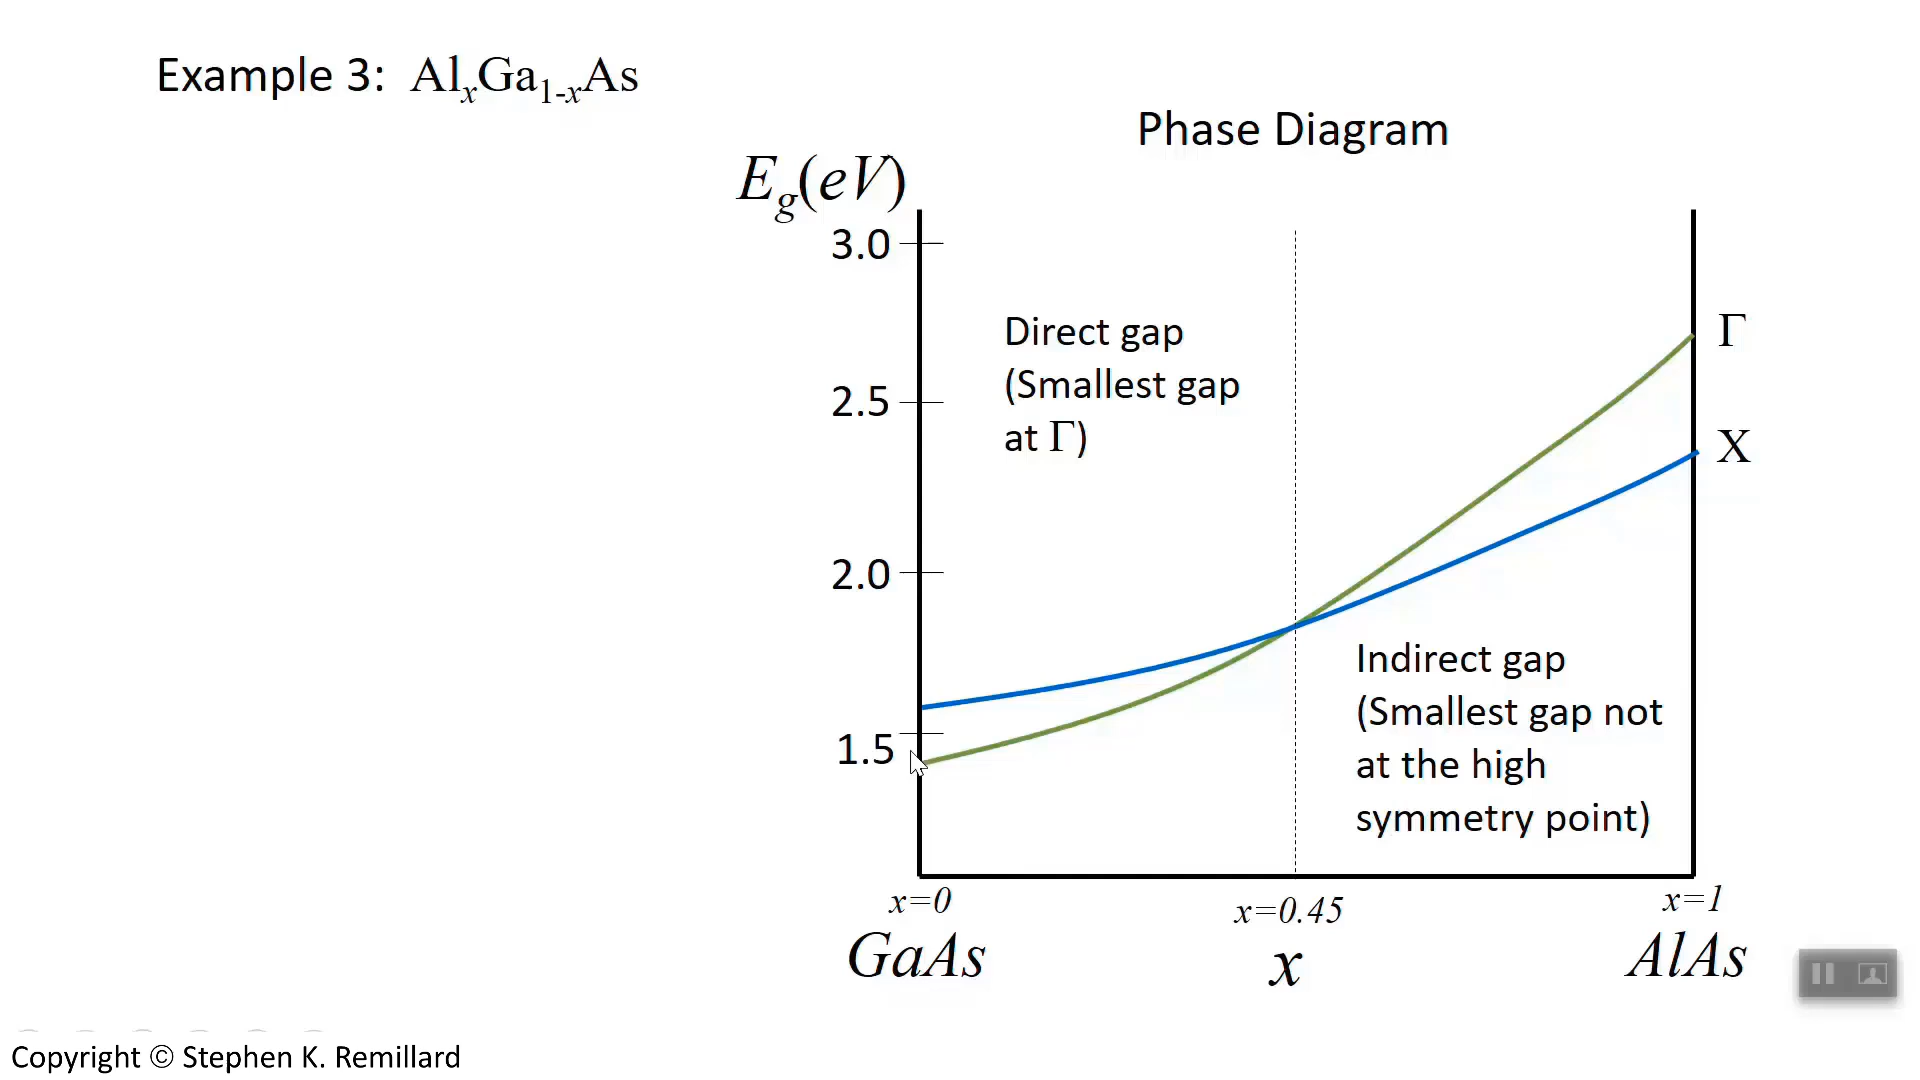 Example 3: AlxGa1-xAs
Phase Diagram
Eg(eV)
3.0
Direct gap
(Smallest gap
at Γ)
Γ
2.5
X
2.0
Indirect gap
(Smallest gap not
at the high
symmetry point)
1.5
x=0
x=0.45
x=1
GaAs
x
AlAs
Copyright © Stephen K. Remillard